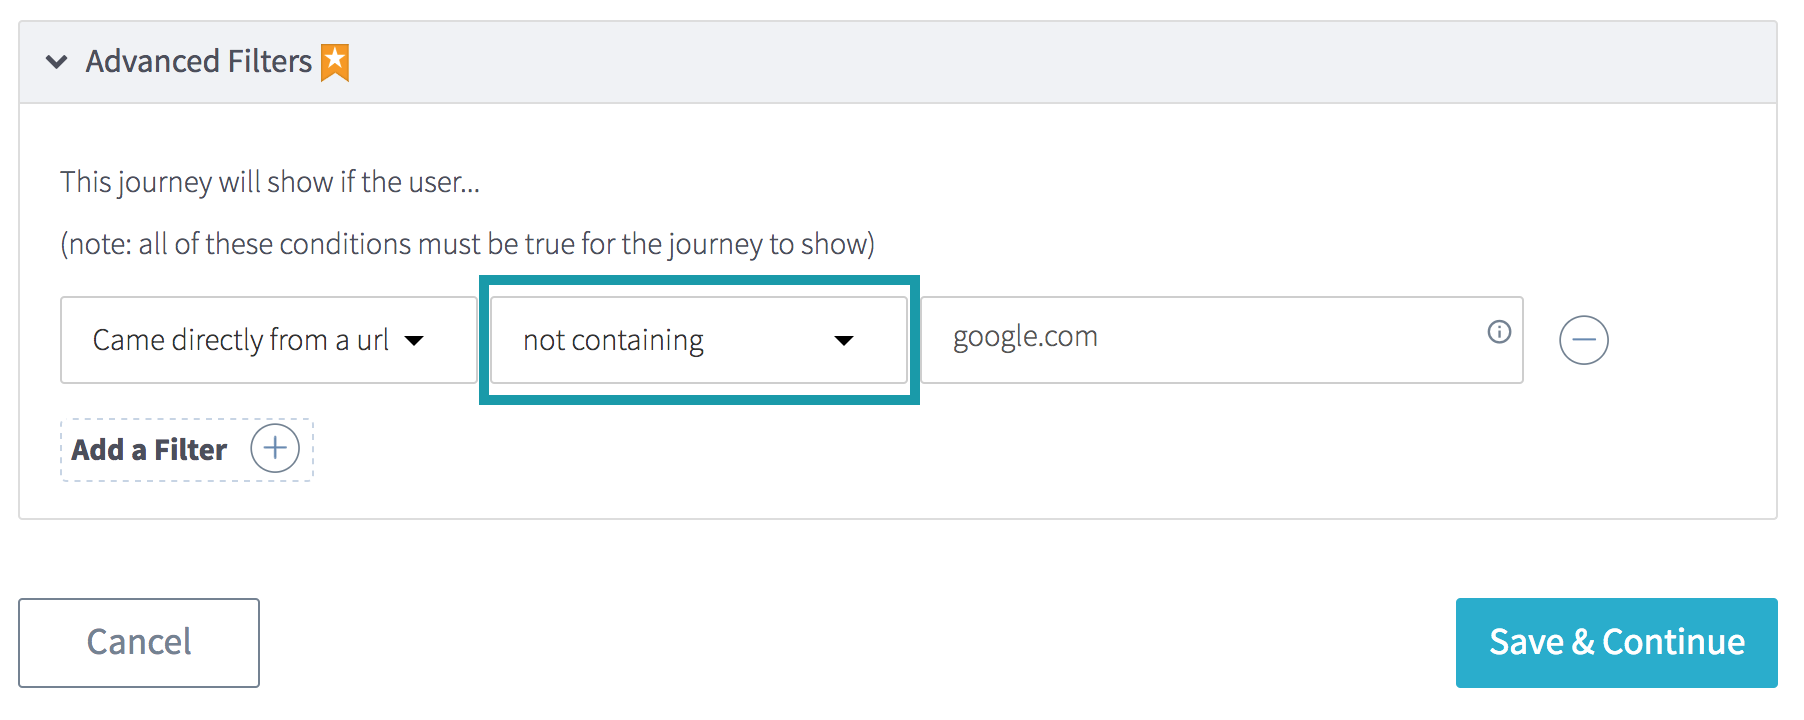 Advanced Filters
This journey will show if the user...
(note: all of these conditions must be true for the journey to show)
Came directly from a url not containing google.com
Add a Filter
Cancel Save & Continue